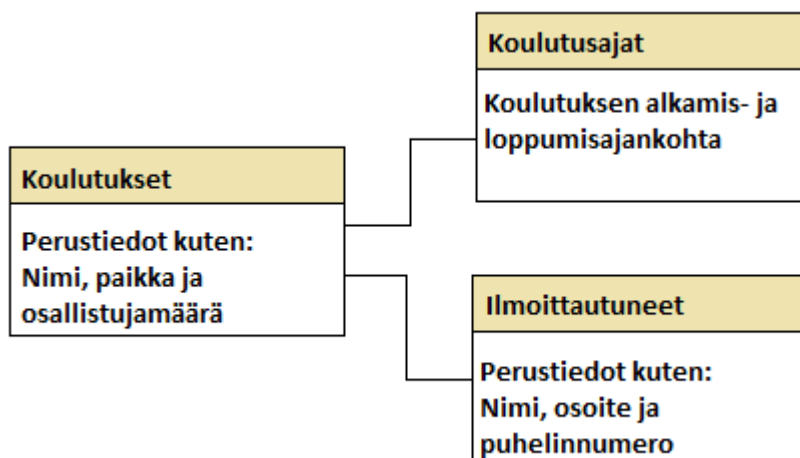 Koulutusajat
Koulutuksen alkamis- ja
loppumisajankohta
Koulutukset
Perustiedot kuten:
Nimi, paikka ja
osallistujamäärä
Ilmoittautuneet
Perustiedot kuten:
Nimi, osoite ja
puhelinnumero